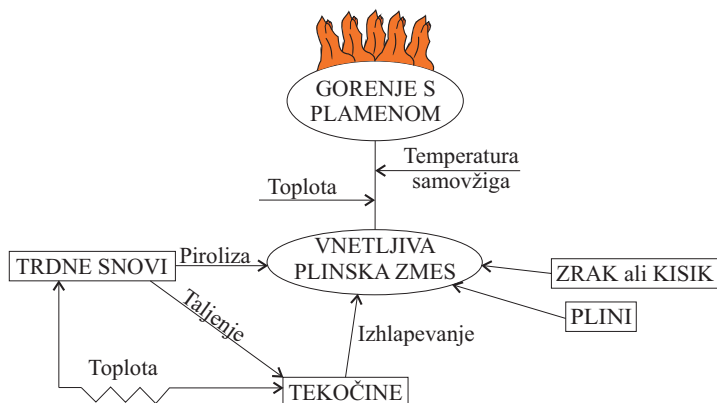 GORENJE S
PLAMENOM
Temperatura
samovžiga
Toplota
VNETLJIVA
PLINSKA ZMES
TRDNE SNOVI
Piroliza
ZRAK ali KISIK
PLINI
Taljenje
Izhlapevanje
Toplota
TEKOČINE